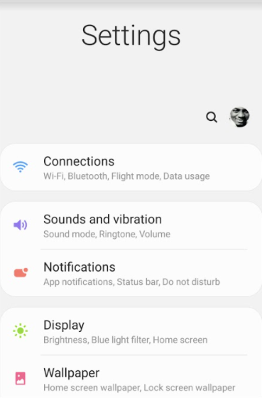 Settings
Connections
Wi-Fi, Bluetooth, Flight mode, Data usage
Sounds and vibration
Sound mode, Ringtone, Volume
Notifications
App notifications, Status bar, Do not disturb
Display
Brightness, Blue light filter, Home screen
Wallpaper
Home screen wallpaper, Lock screen wallpaper